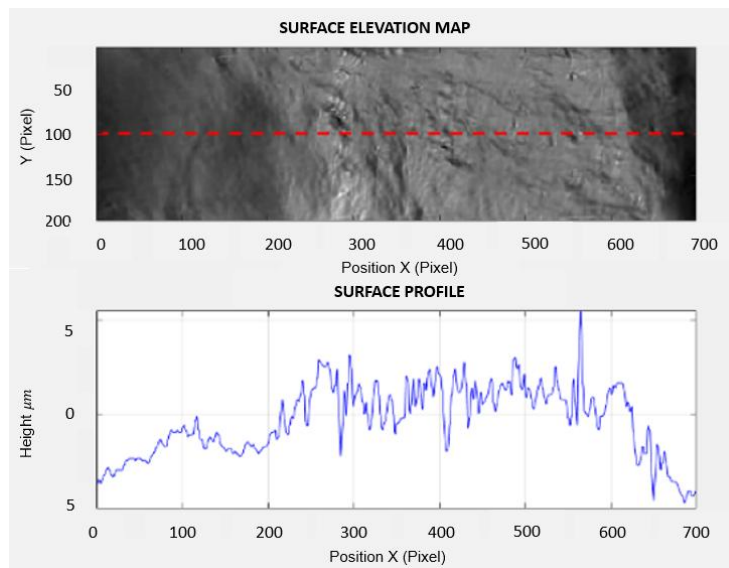 SURFACE ELEVATION MAP
Y (Pixel)
50
100
150
200
0 100 200 300 400 500 600 700
Position X (Pixel)
SURFACE PROFILE
Height μm
5
0
5
0 100 200 300 400 500 600 700
Position X (Pixel)